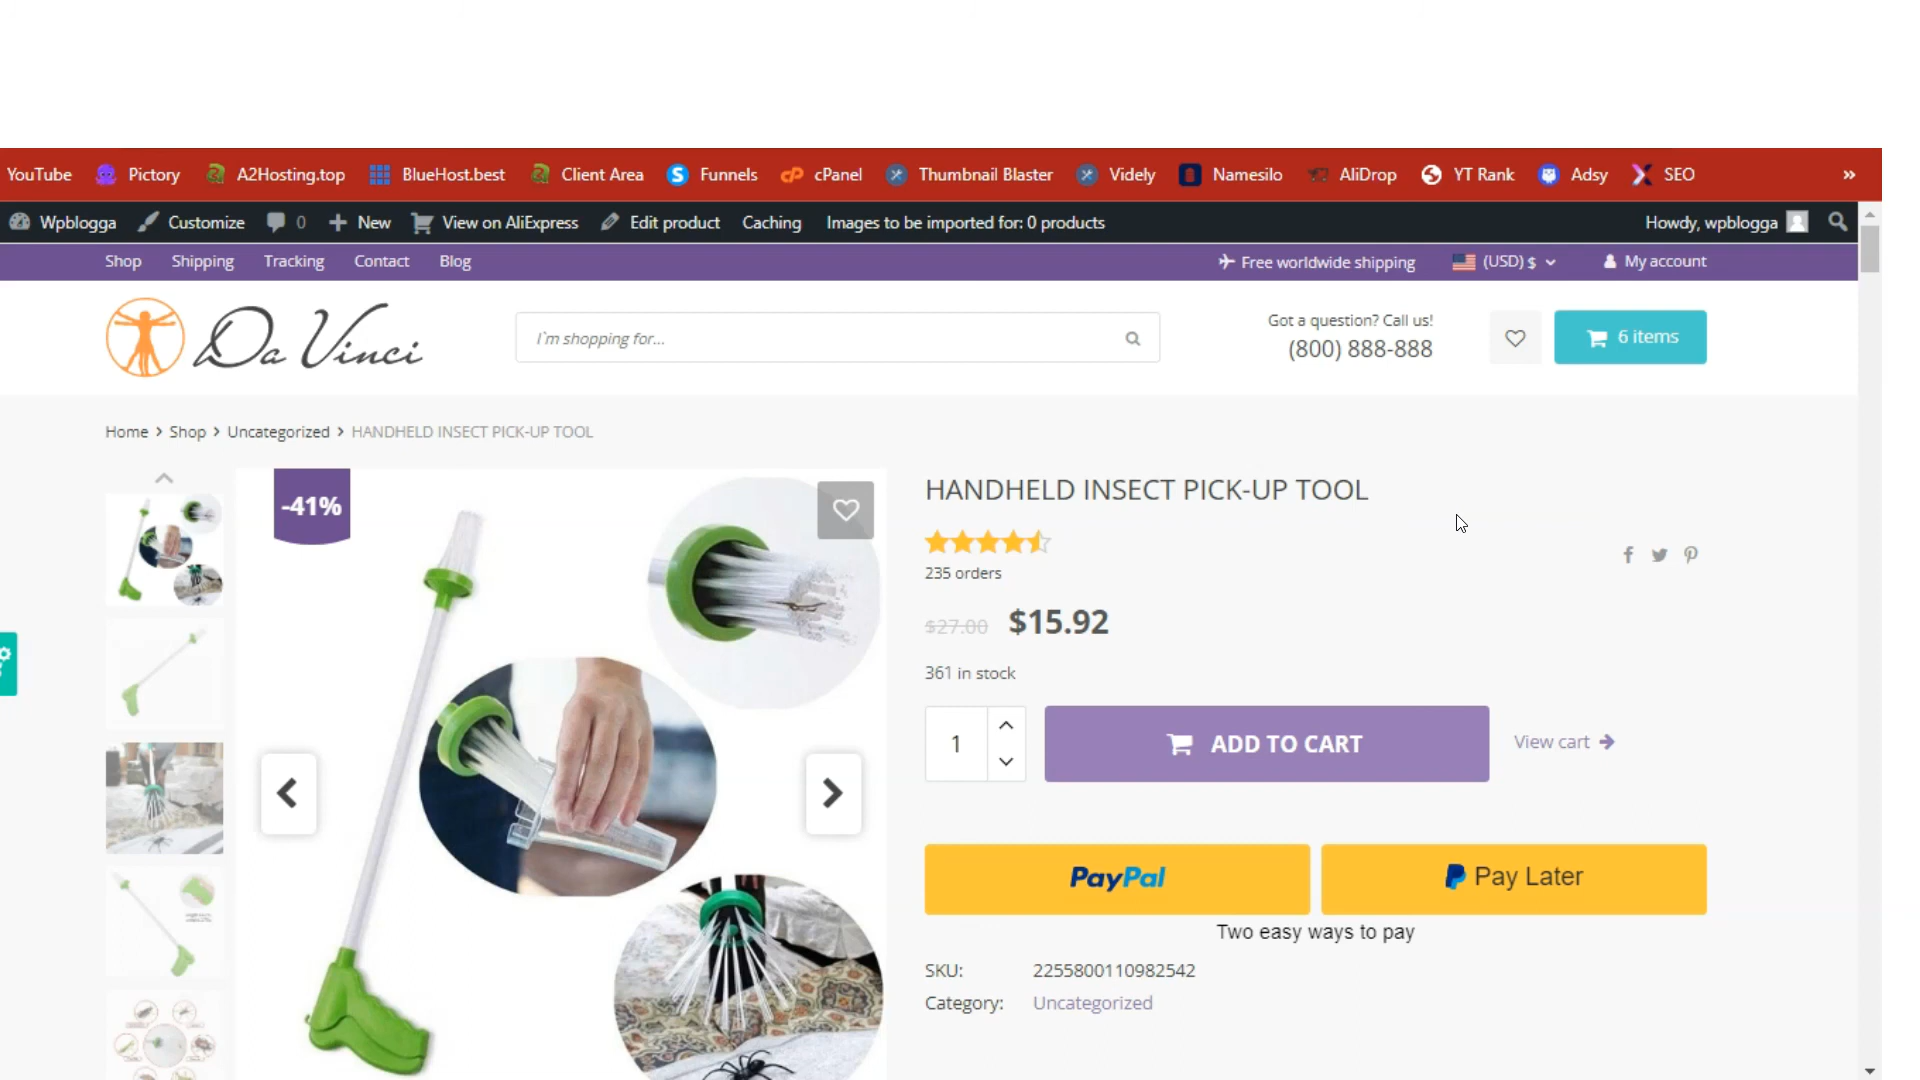 YouTube Pictory A2Hosting.top BlueHost.best Client Area Funnels cP cPanel Thumbnail Blaster Videly Namesilo AliDrop YT Rank Adsy SEO »
Wpblogga Customize 0 New View on AliExpress Edit product Caching Images to be imported for: 0 products Howdy, wpblogga
Shop Shipping Tracking Contact Blog Free worldwide shipping (USD) $ My account
Da Vinci
I`m shopping for...
Got a question? Call us!
(800) 888-888
6 items
Home > Shop > Uncategorized > HANDHELD INSECT PICK-UP TOOL
-41%
HANDHELD INSECT PICK-UP TOOL
235 orders
$27.00 $15.92
361 in stock
1 ADD TO CART View cart
PayPal Pay Later
Two easy ways to pay
SKU: 2255800110982542
Category: Uncategorized